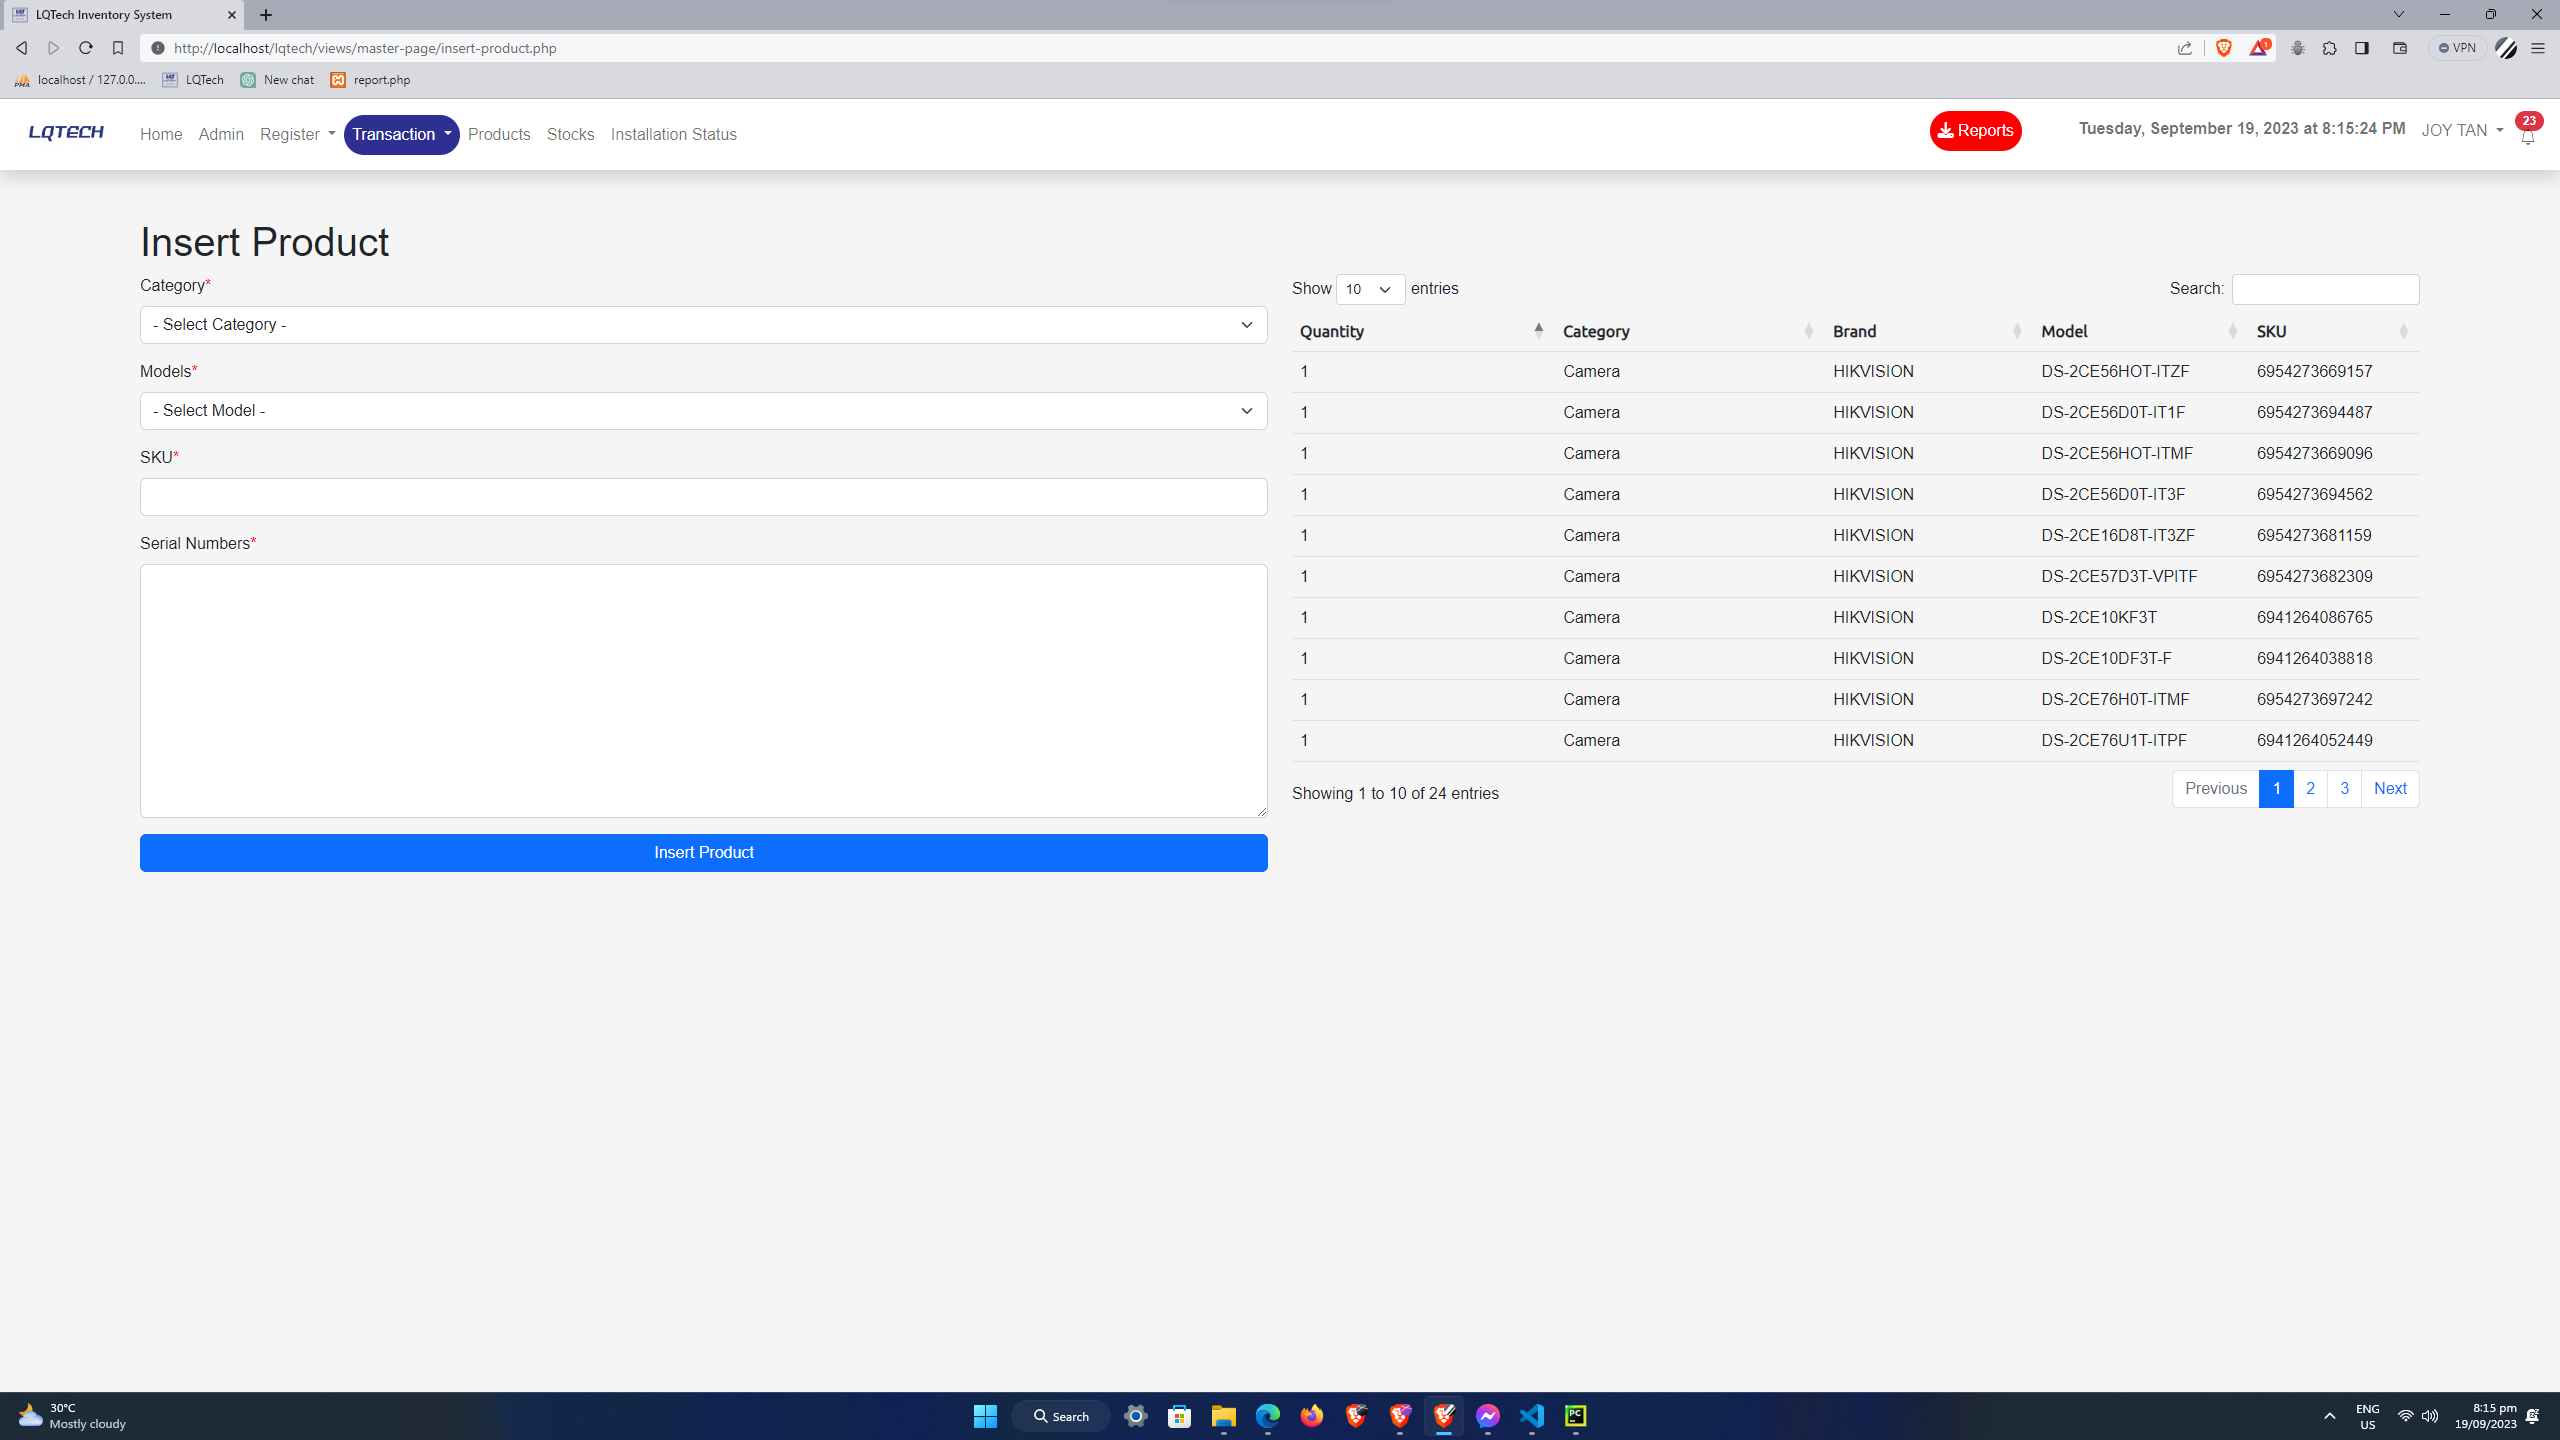 LQTech Inventory System
http://localhost/lqtech/views/master-page/insert-product.php
1
VPN
PMA
localhost / 127.0.0....
LQTech
New chat
report.php
LQTECH
Home
Admin
Register
Transaction
Products
Stocks
Installation Status
Reports
Tuesday, September 19, 2023 at 8:15:24 PM
JOY TAN
23
Insert Product
Category*
- Select Category -
Models*
- Select Model -
SKU*
Serial Numbers*
Insert Product
Show 10 entries
Search:
Quantity Category Brand Model SKU
1 Camera HIKVISION DS-2CE56HOT-ITZF 6954273669157
1 Camera HIKVISION DS-2CE56D0T-IT1F 6954273694487
1 Camera HIKVISION DS-2CE56HOT-ITMF 6954273669096
1 Camera HIKVISION DS-2CE56D0T-IT3F 6954273694562
1 Camera HIKVISION DS-2CE16D8T-IT3ZF 6954273681159
1 Camera HIKVISION DS-2CE57D3T-VPITF 6954273682309
1 Camera HIKVISION DS-2CE10KF3T 6941264086765
1 Camera HIKVISION DS-2CE10DF3T-F 6941264038818
1 Camera HIKVISION DS-2CE76H0T-ITMF 6954273697242
1 Camera HIKVISION DS-2CE76U1T-ITPF 6941264052449
Showing 1 to 10 of 24 entries
Previous 1 2 3 Next
30°C
Mostly cloudy
Search
PC
ENG
US
8:15 pm
19/09/2023